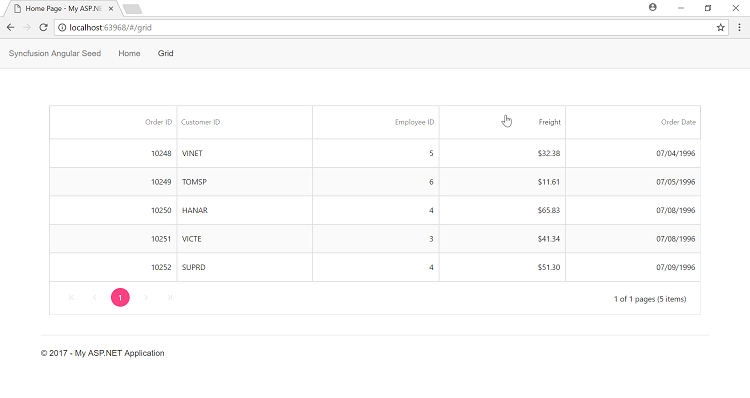 Home Page - My ASP.NE
localhost:63968/#/grid
Syncfusion Angular Seed Home Grid
Order ID Customer ID Employee ID Freight Order Date
10248 VINET 5 $32.38 07/04/1996
10249 TOMSP 6 $11.61 07/05/1996
10250 HANAR 4 $65.83 07/08/1996
10251 VICTE 3 $41.34 07/08/1996
10252 SUPRD 4 $51.30 07/09/1996
1 1 of 1 pages (5 items)
© 2017 - My ASP.NET Application